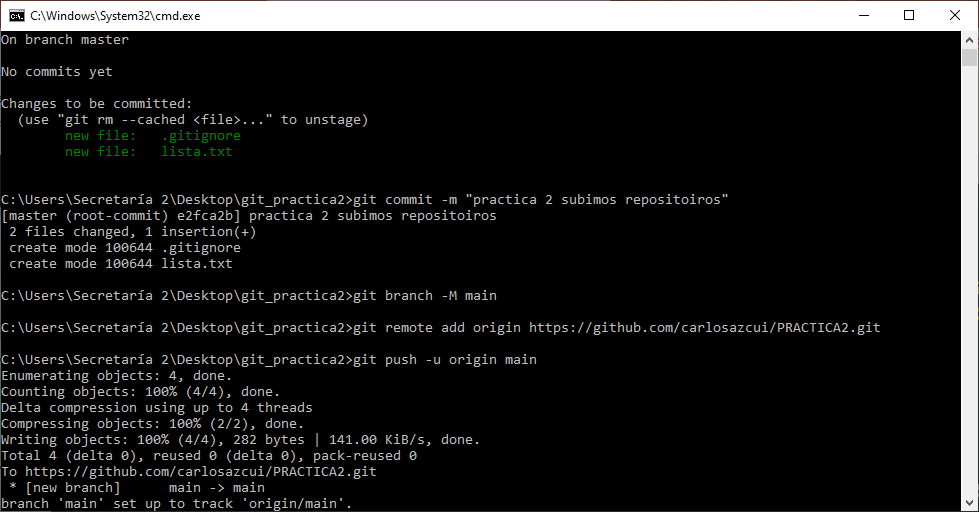 C:\Windows\System32\cmd.exe
On branch master
No commits yet
Changes to be committed:
  (use "git rm --cached <file>..." to unstage)
        new file:   .gitignore
        new file:   lista.txt
C:\Users\Secretaría 2\Desktop\git_practica2>git commit -m "practica 2 subimos repositoiros"
[master (root-commit) e2fca2b] practica 2 subimos repositoiros
 2 files changed, 1 insertion(+)
 create mode 100644 .gitignore
 create mode 100644 lista.txt
C:\Users\Secretaría 2\Desktop\git_practica2>git branch -M main
C:\Users\Secretaría 2\Desktop\git_practica2>git remote add origin https://github.com/carlosazcui/PRACTICA2.git
C:\Users\Secretaría 2\Desktop\git_practica2>git push -u origin main
Enumerating objects: 4, done.
Counting objects: 100% (4/4), done.
Delta compression using up to 4 threads
Compressing objects: 100% (2/2), done.
Writing objects: 100% (4/4), 282 bytes | 141.00 KiB/s, done.
Total 4 (delta 0), reused 0 (delta 0), pack-reused 0
To https://github.com/carlosazcui/PRACTICA2.git
 * [new branch]      main -> main
branch 'main' set up to track 'origin/main'.